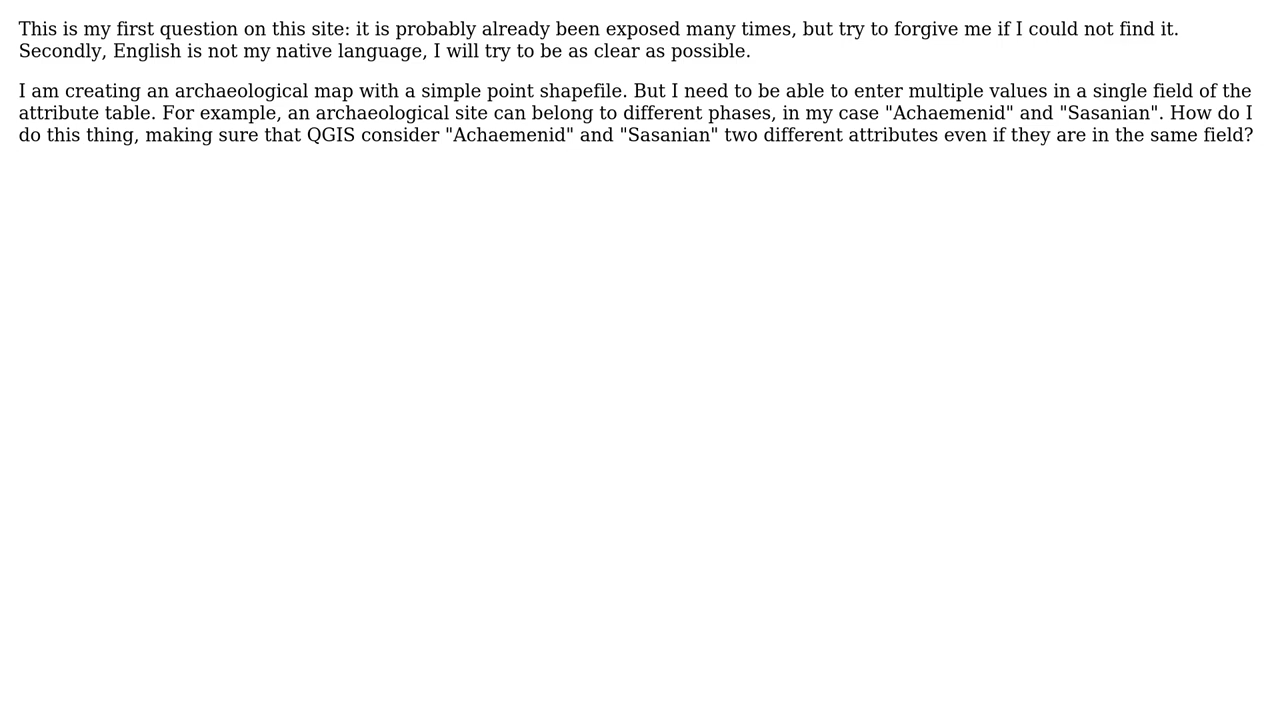 This is my first question on this site: it is probably already been exposed many times, but try to forgive me if I could not find it.
Secondly, English is not my native language, I will try to be as clear as possible.
I am creating an archaeological map with a simple point shapefile. But I need to be able to enter multiple values in a single field of the
attribute table. For example, an archaeological site can belong to different phases, in my case "Achaemenid" and "Sasanian". How do I
do this thing, making sure that QGIS consider "Achaemenid" and "Sasanian" two different attributes even if they are in the same field?